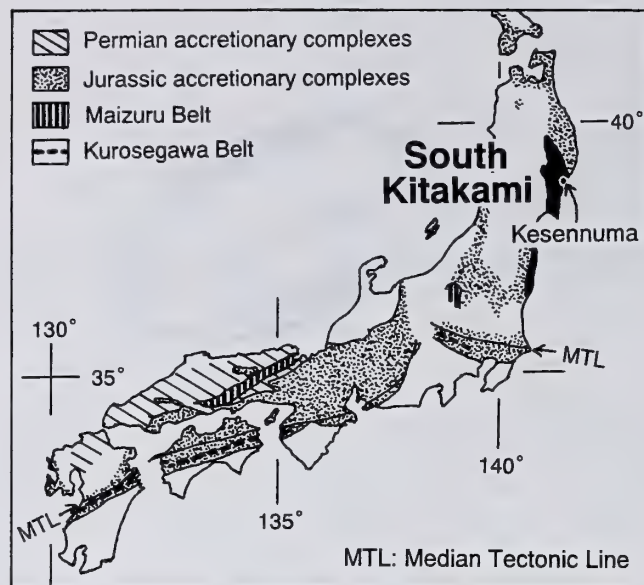 Permian accretionary complexes
Jurassic accretionary complexes
Maizuru Belt
Kurosegawa Belt
40°
South
Kitakami
Kesennuma
130°
35°
MTL
MTL
140°
135°
MTL: Median Tectonic Line